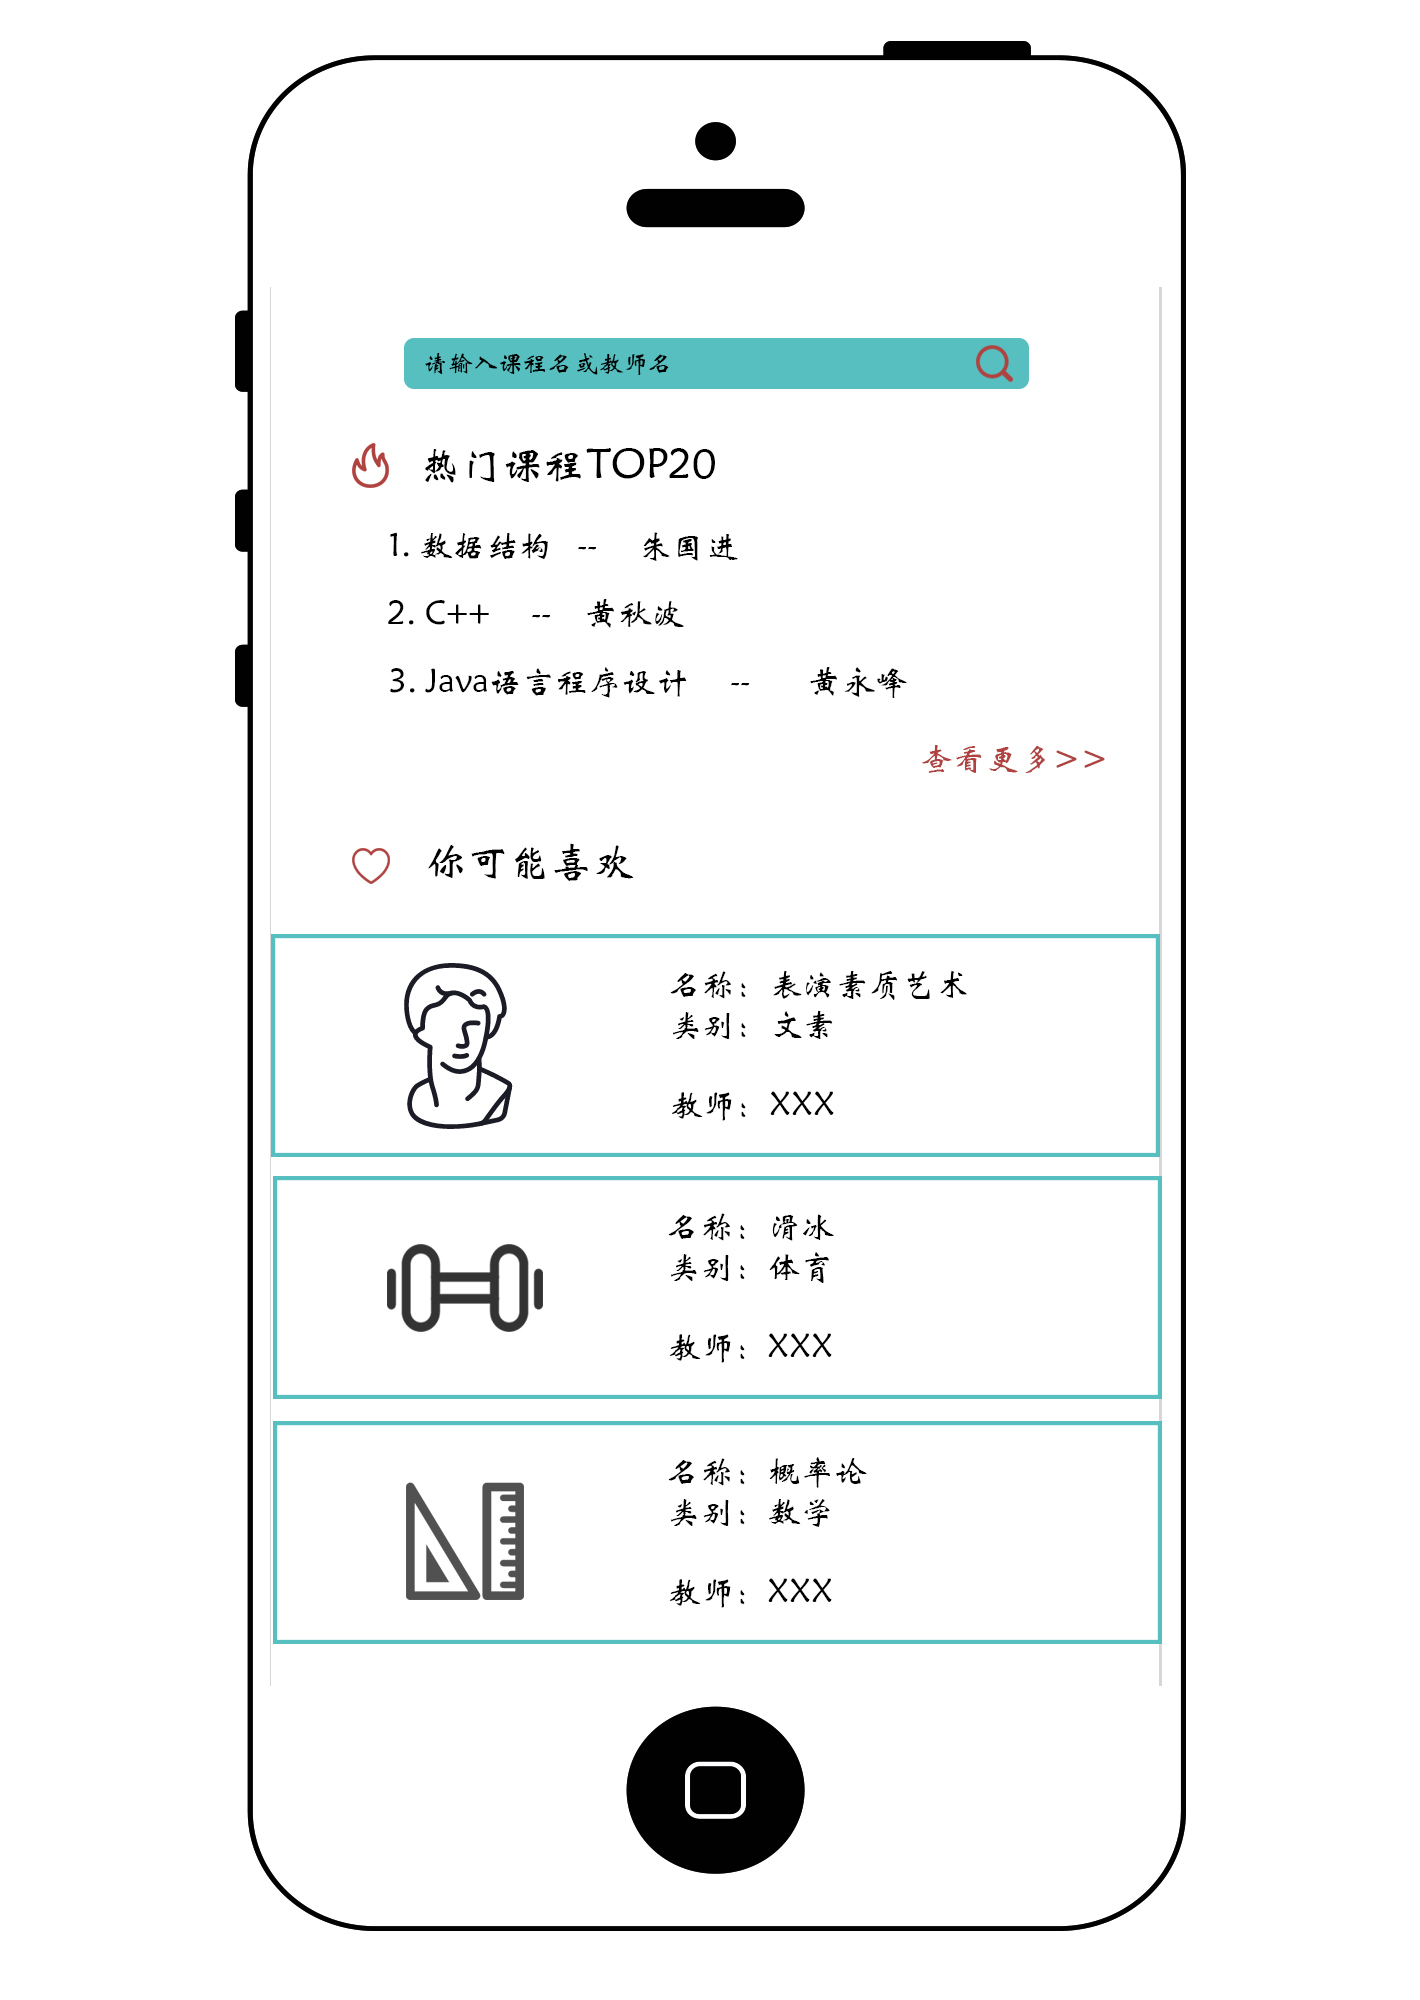 请输入课程名或教师名
热门课程TOP20
1. 数据结构 -- 朱国进
2. C++ -- 黄秋波
3. Java语言程序设计 -- 黄永峰
查看更多>>
你可能喜欢
名称：表演素质艺术
类别：文素
教师：XXX
名称：滑冰
类别：体育
教师：XXX
名称：概率论
类别：数学
教师：XXX